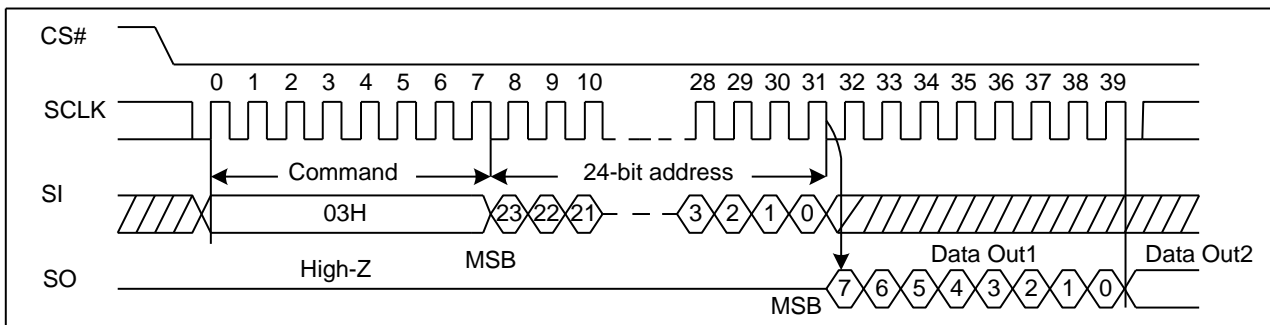 CS#
0 1 2 3 4 5 6 7 8 9 10 28 29 30 31 32 33 34 35 36 37 38 39
SCLK
Command 24-bit address
SI
03H 23 22 21 3 2 1 0
High-Z MSB Data Out1 Data Out2
SO
MSB 7 6 5 4 3 2 1 0